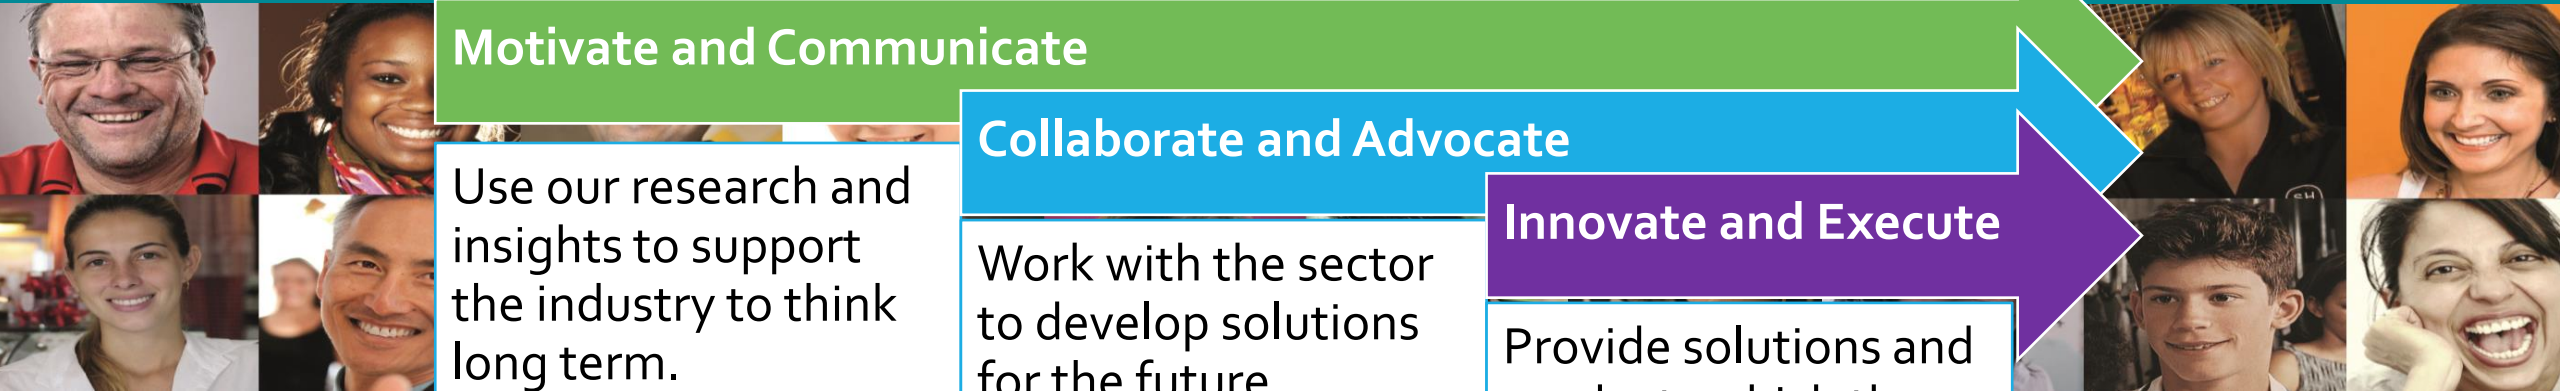 Motivate and Communicate
Collaborate and Advocate
Innovate and Execute
Use our research and
insights to support
the industry to think
long term.
Work with the sector
to develop solutions
for the future
Provide solutions and